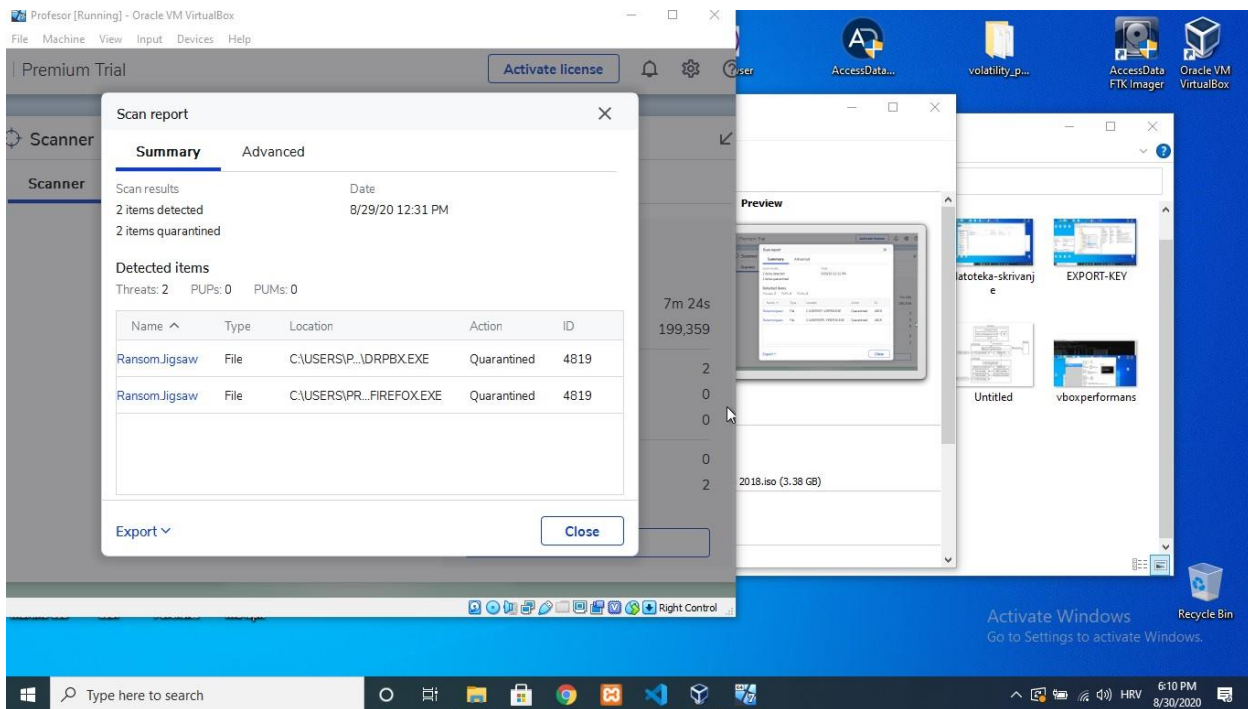 Profesor [Running] - Oracle VM VirtualBox
File Machine View Input Devices Help
Premium Trial
Activate license
Scanner
Scanner
Scan report
Summary Advanced
Scan results
2 items detected
2 items quarantined
Date
8/29/20 12:31 PM
Detected items
Threats: 2 PUPs: 0 PUMs: 0
Name Type Location Action ID
Ransom.Jigsaw File C:\USERS\P...\DRPBX.EXE Quarantined 4819
Ransom.Jigsaw File C:\USERS\PR...FIREFOX.EXE Quarantined 4819
Export
Close
7m 24s
199,359
2
0
0
0
2
Right Control
AccessData...
volatility_p...
AccessData
FTK Imager
Oracle VM
VirtualBox
Preview
2018.iso (3.38 GB)
EXPORT-KEY
Untitled
vboxperformans
Recycle Bin
Activate Windows
Go to Settings to activate Windows.
Type here to search
HRV
6:10 PM
8/30/2020